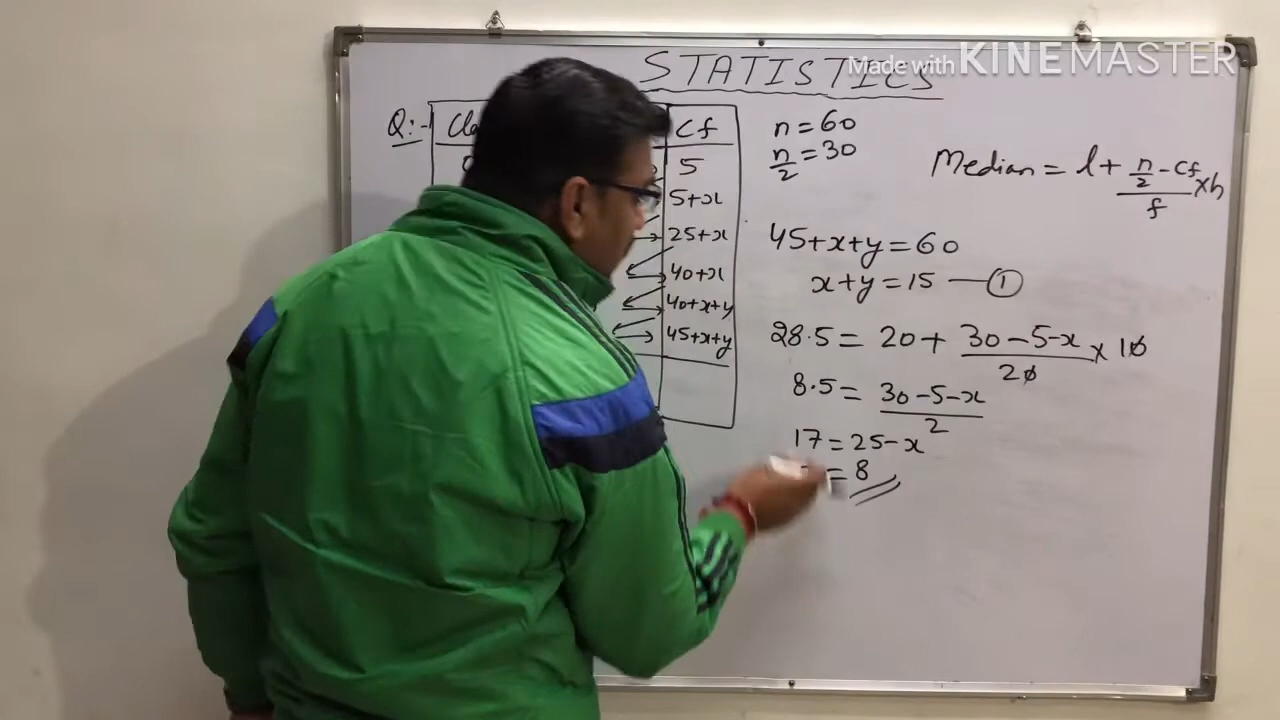 Made with KINEMASTER
STATISTICS
Q:-
Cf
5
5+x
25+x
40+x
40+x+y
45+x+y
n=60
n/2=30
Median = l + (n/2 - cf)/f × h
45+x+y=60
x+y=15 —①
28.5 = 20 + (30-5-x)/20 × 10
8.5 = (30-5-x)/2
17=25-x
=8